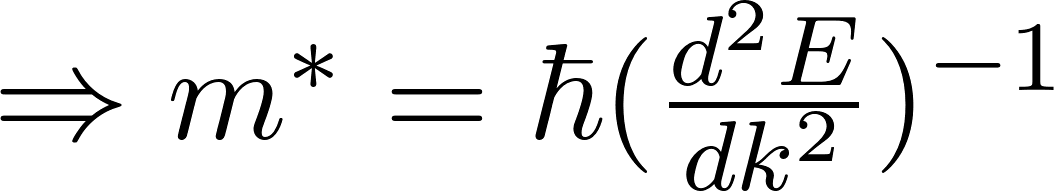 ⇒ m* = ħ(d²E/dk²)−1